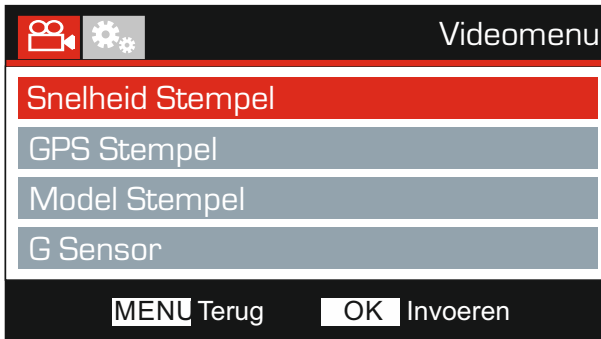 Videomenu
Snelheid Stempel
GPS Stempel
Model Stempel
G Sensor
MENU Terug OK Invoeren